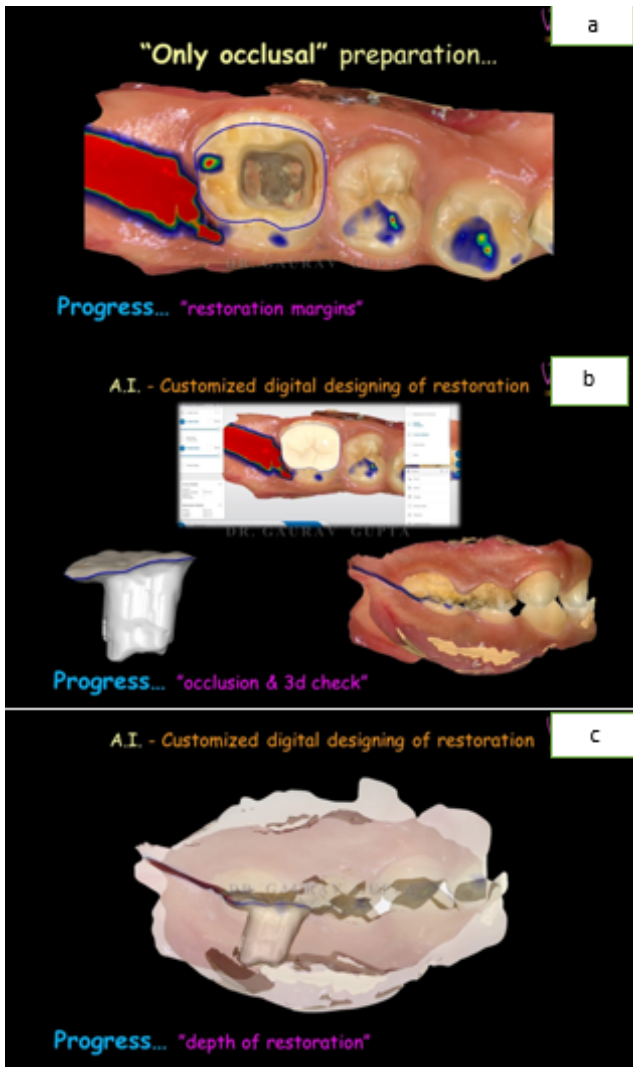 a
“Only occlusal” preparation...
DR. GAURAV GUPTA
Progress... “restoration margins”
b
A.I. - Customized digital designing of restoration
DR. GAURAV GUPTA
Progress... “occlusion & 3d check”
c
A.I. - Customized digital designing of restoration
Progress... “depth of restoration”